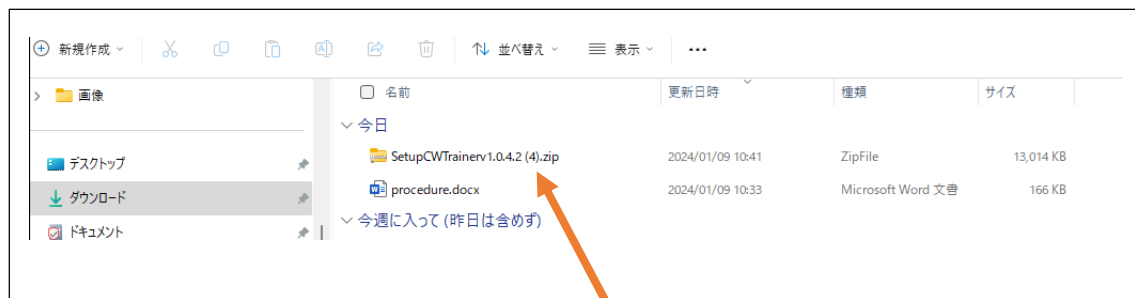 新規作成 並べ替え 表示 ...
画像 名前 更新日時 種類 サイズ
今日
デスクトップ SetupCWTrainerv1.0.4.2 (4).zip 2024/01/09 10:41 ZipFile 13,014 KB
ダウンロード procedure.docx 2024/01/09 10:33 Microsoft Word 文書 166 KB
ドキュメント 今週に入って (昨日は含めず)